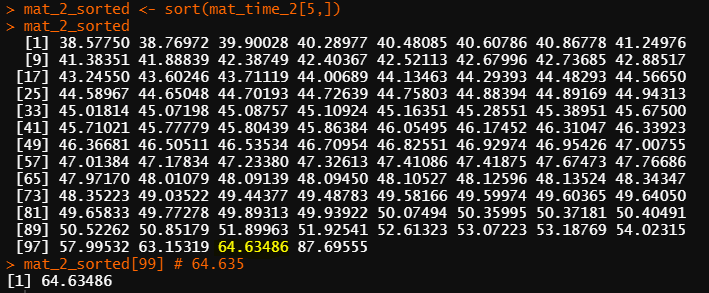 > mat_2_sorted <- sort(mat_time_2[5,])
> mat_2_sorted
[1] 38.57750 38.76972 39.90028 40.28977 40.48085 40.60786 40.86778 41.24976
[9] 41.38351 41.88839 42.38749 42.40367 42.52113 42.67996 42.73685 42.88517
[17] 43.24550 43.60246 43.71119 44.00689 44.13463 44.29393 44.48293 44.56650
[25] 44.58967 44.65048 44.70193 44.72639 44.75803 44.88394 44.89169 44.94313
[33] 45.01814 45.07198 45.08757 45.10924 45.16351 45.28551 45.38951 45.67500
[41] 45.71021 45.77779 45.80439 45.86384 46.05495 46.17452 46.31047 46.33923
[49] 46.36681 46.50511 46.53534 46.70954 46.82551 46.92974 46.95426 47.00755
[57] 47.01384 47.17834 47.23380 47.32613 47.41086 47.41875 47.67473 47.76686
[65] 47.97170 48.01079 48.09139 48.09450 48.10527 48.12596 48.13524 48.34347
[73] 48.35223 49.03522 49.44377 49.48783 49.58166 49.59974 49.60365 49.64050
[81] 49.65833 49.77278 49.89313 49.93922 50.07494 50.35995 50.37181 50.40491
[89] 50.52262 50.85179 51.89963 51.92541 52.61323 53.07223 53.18769 54.02315
[97] 57.99532 63.15319 64.63486 87.69555
> mat_2_sorted[99] # 64.635
[1] 64.63486